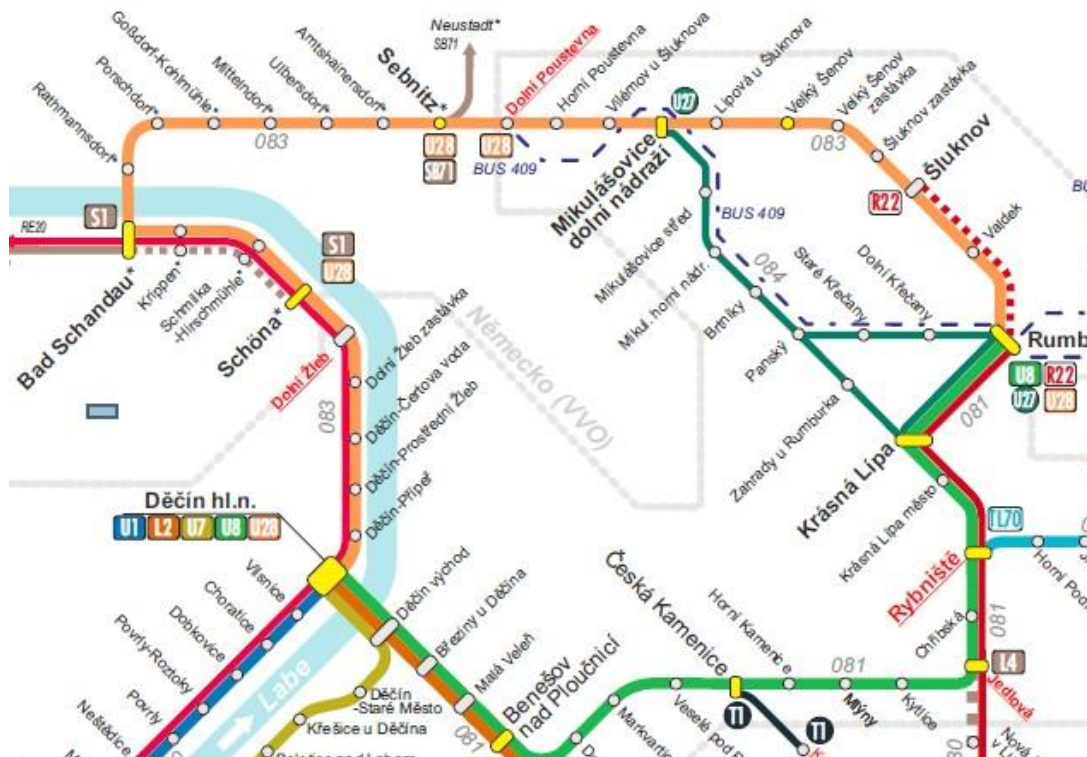 Neustadt*
SB71
Rathmannsdorf*
Porschdorf*
Goßdorf-Kohlmühle*
Mitteindorf*
Ulbersdorf*
Amtshainersdorf*
Sebnitz*
Dolní Poustevna
Horní Poustevna
Vilémov u Šluknova
U27
Lipová u Šluknova
Velký Šenov
Velký Šenov
zastávka
Šluknov zastávka
Šluknov
083
U28
SB71
U28
BUS 409
Mikulášovice
dolní nádraží
083
R22
Valdek
S1
RE20
Krippen*
Schmilka
-Hirschmühle*
S1
U28
Bad Schandau*
Schöna*
Dolní Žleb
Dolní Žleb zastávka
Děčín-Čertova voda
Děčín-Prostřední Žleb
Děčín-Přípeř
083
Německo (VVO)
BUS 409
084
Mikulášovice střed
Mikul. horní nádr.
Brtníky
Panský
Staré Křečany
Dolní Křečany
Rumb
U8
R22
U27
U28
081
Zahrady u Rumburka
Krásná Lípa
Krásná Lípa město
TL70
Rybniště
Horní Pod
Chřibská
081
L4
Jedlová
Děčín hl.n.
U1
L2
U7
U8
U28
Vilsnice
Choratice
Dobkovice
Povrly-Roztoky
Povrly
Neštědice
Labe
Děčín východ
Březiny u Děčína
Malá Veleň
Benešov
nad Ploučnicí
081
Děčín
-Staré Město
Křešice u Děčína
Česká Kamenice
Horní Kamenice
081
Mlýny
Kytlice
Markvartic
Veselé pod
T1
T1
Nová